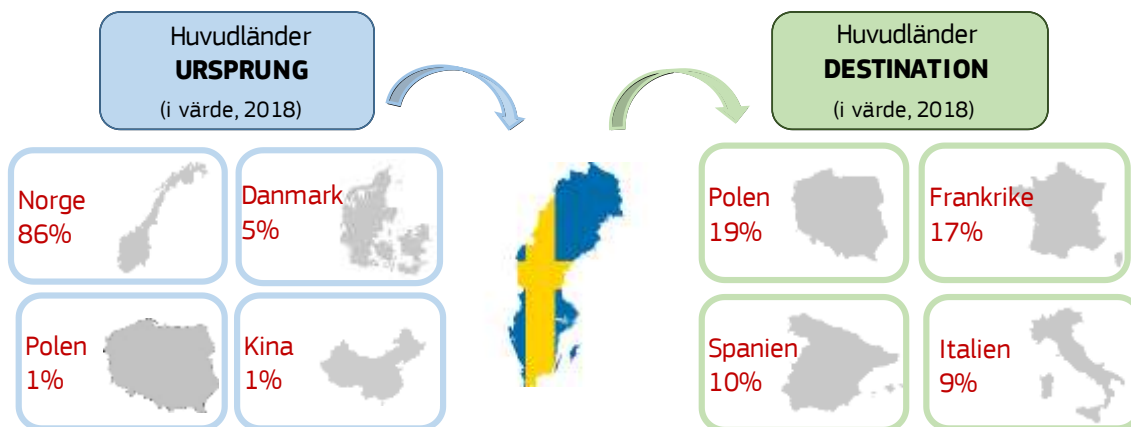 Huvudländer
URSPRUNG
(i värde, 2018)
Huvudländer
DESTINATION
(i värde, 2018)
Norge
86%
Danmark
5%
Polen
1%
Kina
1%
Polen
19%
Frankrike
17%
Spanien
10%
Italien
9%